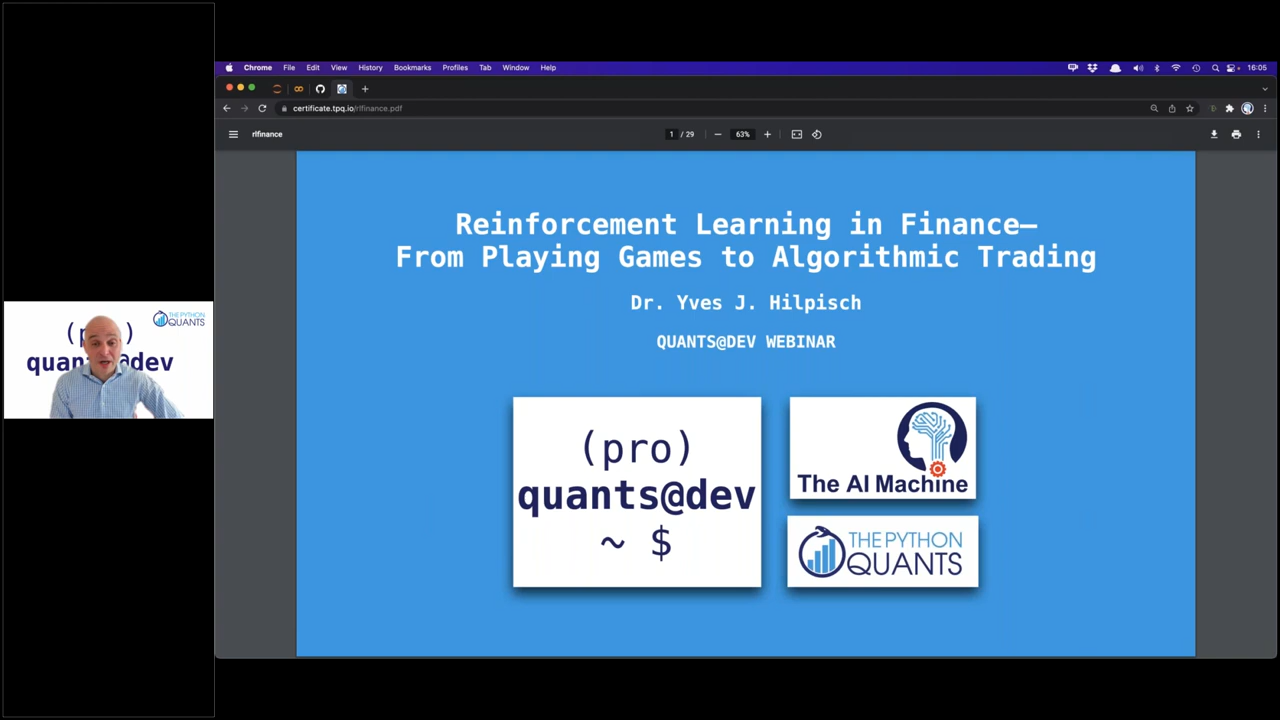 Chrome File Edit View History Bookmarks Profiles Tab Window Help 16:05
certificate.tpq.io/rlfinance.pdf
rlfinance 1 / 29 63%
Reinforcement Learning in Finance—
From Playing Games to Algorithmic Trading
Dr. Yves J. Hilpisch
QUANTS@DEV WEBINAR
(pro)
quants@dev
~ $
The AI Machine
THE PYTHON
QUANTS
THE PYTHON
QUANTS